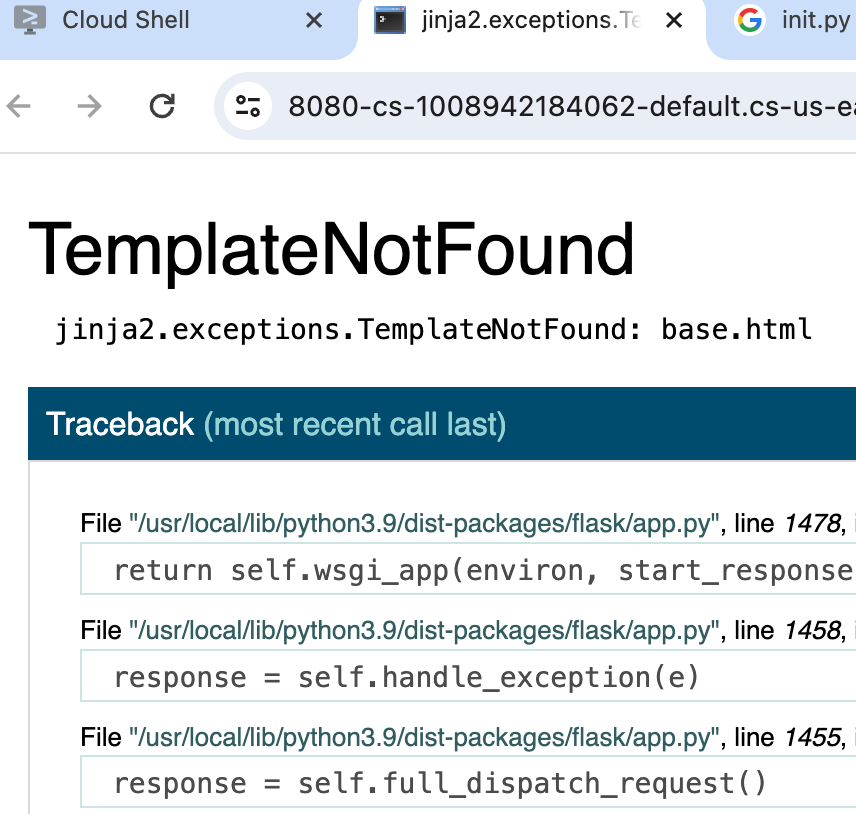 Cloud Shell
jinja2.exceptions.Te
init.py
8080-cs-1008942184062-default.cs-us-ea
TemplateNotFound
jinja2.exceptions.TemplateNotFound: base.html
Traceback (most recent call last)
File "/usr/local/lib/python3.9/dist-packages/flask/app.py", line 1478,
return self.wsgi_app(environ, start_response
File "/usr/local/lib/python3.9/dist-packages/flask/app.py", line 1458,
response = self.handle_exception(e)
File "/usr/local/lib/python3.9/dist-packages/flask/app.py", line 1455,
response = self.full_dispatch_request()